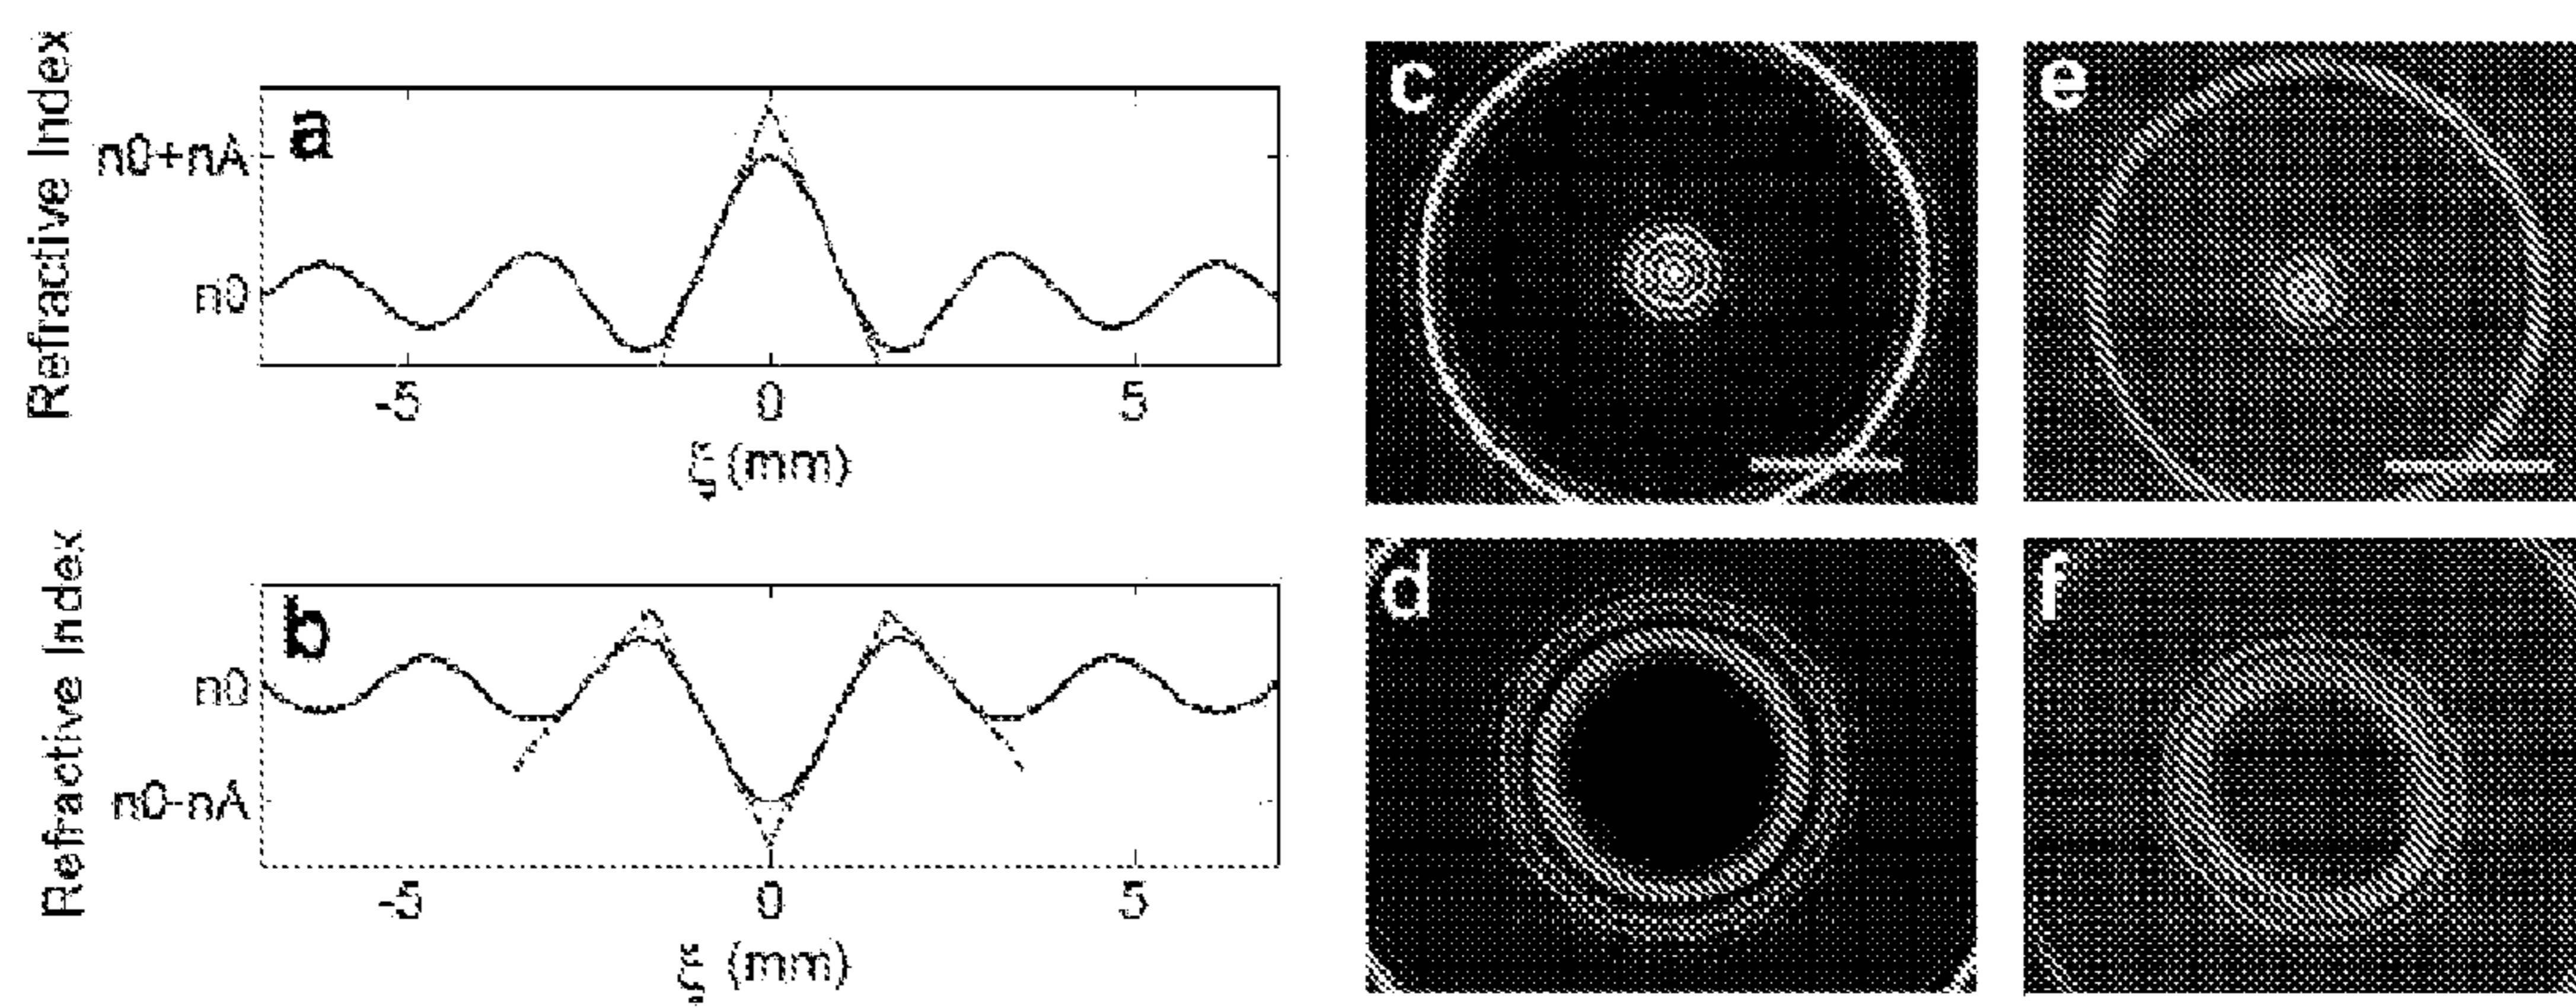 Refractive Index
a
n0+nA
n0
-5 0 5
ξ (mm)
Refractive Index
b
n0
n0-nA
-5 0 5
ξ (mm)
c
e
d
f